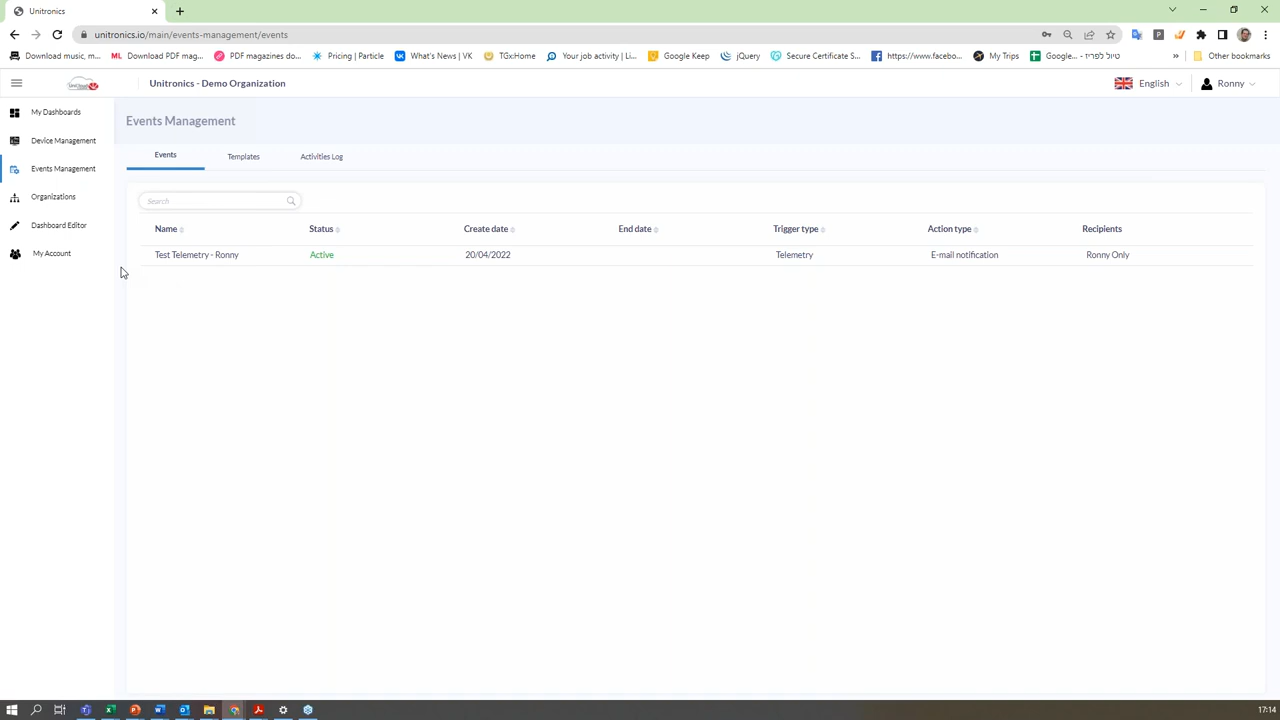 Unitronics
unitronics.io/main/events-management/events
Download music, m... ML Download PDF mag... PDF magazines do... Pricing | Particle What's News | VK TGx:Home Your job activity | Li... Google Keep jQuery Secure Certificate S... https://www.facebo... My Trips Google... - טיול לפריז » Other bookmarks
Unitronics - Demo Organization English Ronny
My Dashboards
Device Management
Events Management
Organizations
Dashboard Editor
My Account
Events Management
Events Templates Activities Log
Search
Name Status Create date End date Trigger type Action type Recipients
Test Telemetry - Ronny Active 20/04/2022 Telemetry E-mail notification Ronny Only
17:14